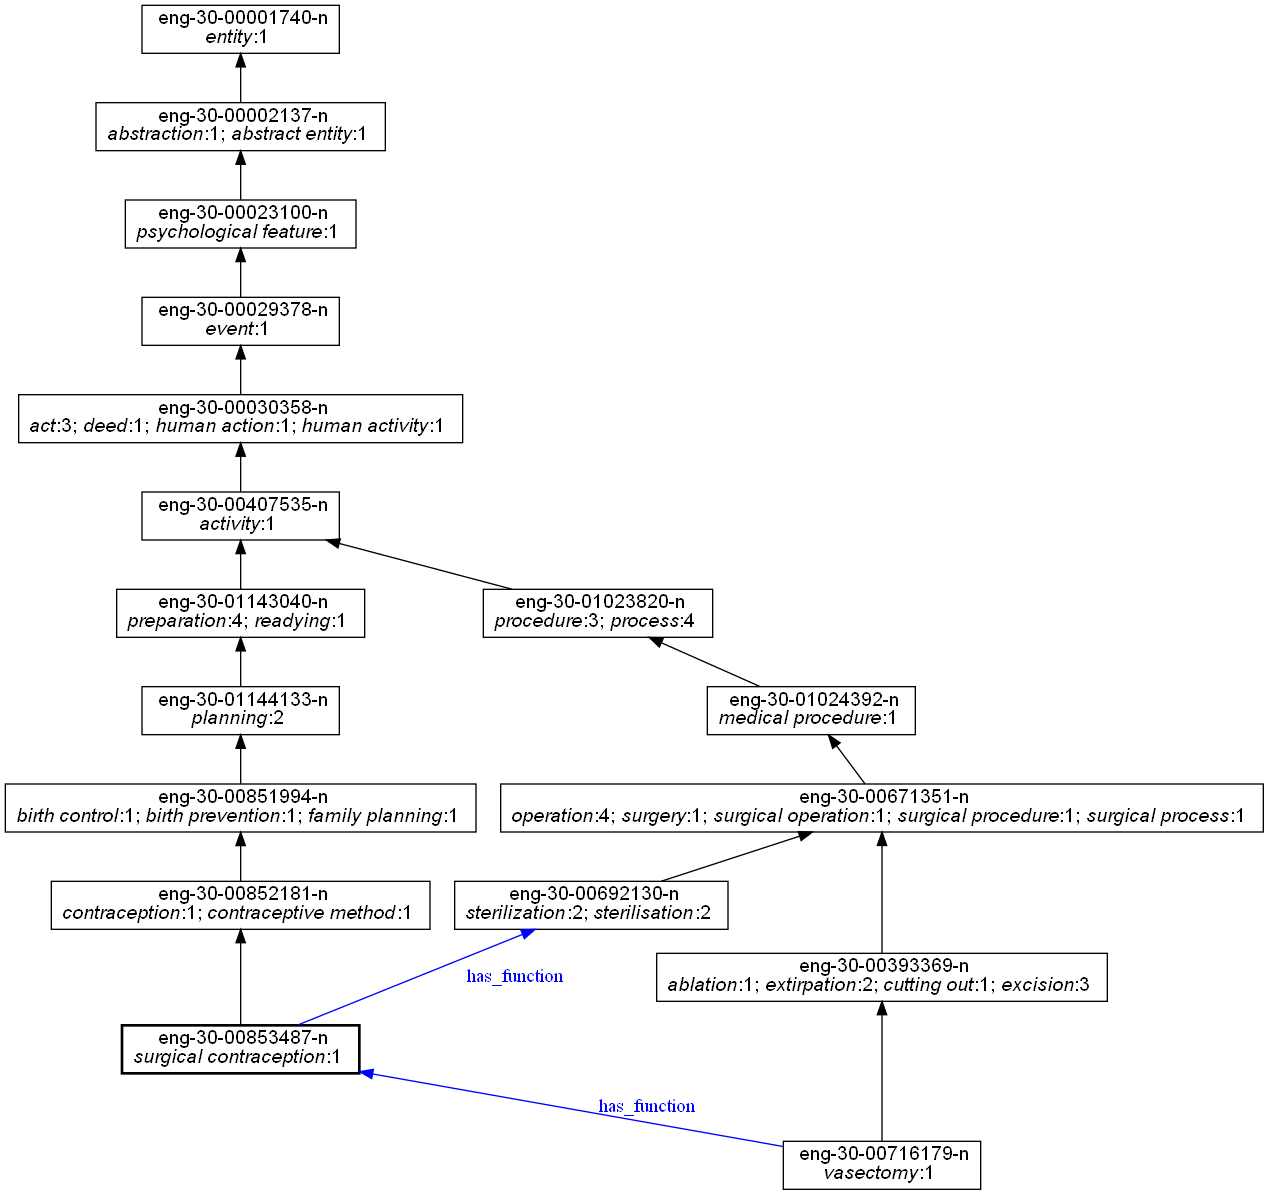 eng-30-00001740-n
entity:1
eng-30-00002137-n
abstraction:1; abstract entity:1
eng-30-00023100-n
psychological feature:1
eng-30-00029378-n
event:1
eng-30-00030358-n
act:3; deed:1; human action:1; human activity:1
eng-30-00407535-n
activity:1
eng-30-01143040-n
preparation:4; readying:1
eng-30-01023820-n
procedure:3; process:4
eng-30-01144133-n
planning:2
eng-30-01024392-n
medical procedure:1
eng-30-00851994-n
birth control:1; birth prevention:1; family planning:1
eng-30-00671351-n
operation:4; surgery:1; surgical operation:1; surgical procedure:1; surgical process:1
eng-30-00852181-n
contraception:1; contraceptive method:1
eng-30-00692130-n
sterilization:2; sterilisation:2
eng-30-00393369-n
ablation:1; extirpation:2; cutting out:1; excision:3
has_function
eng-30-00853487-n
surgical contraception:1
has_function
eng-30-00716179-n
vasectomy:1